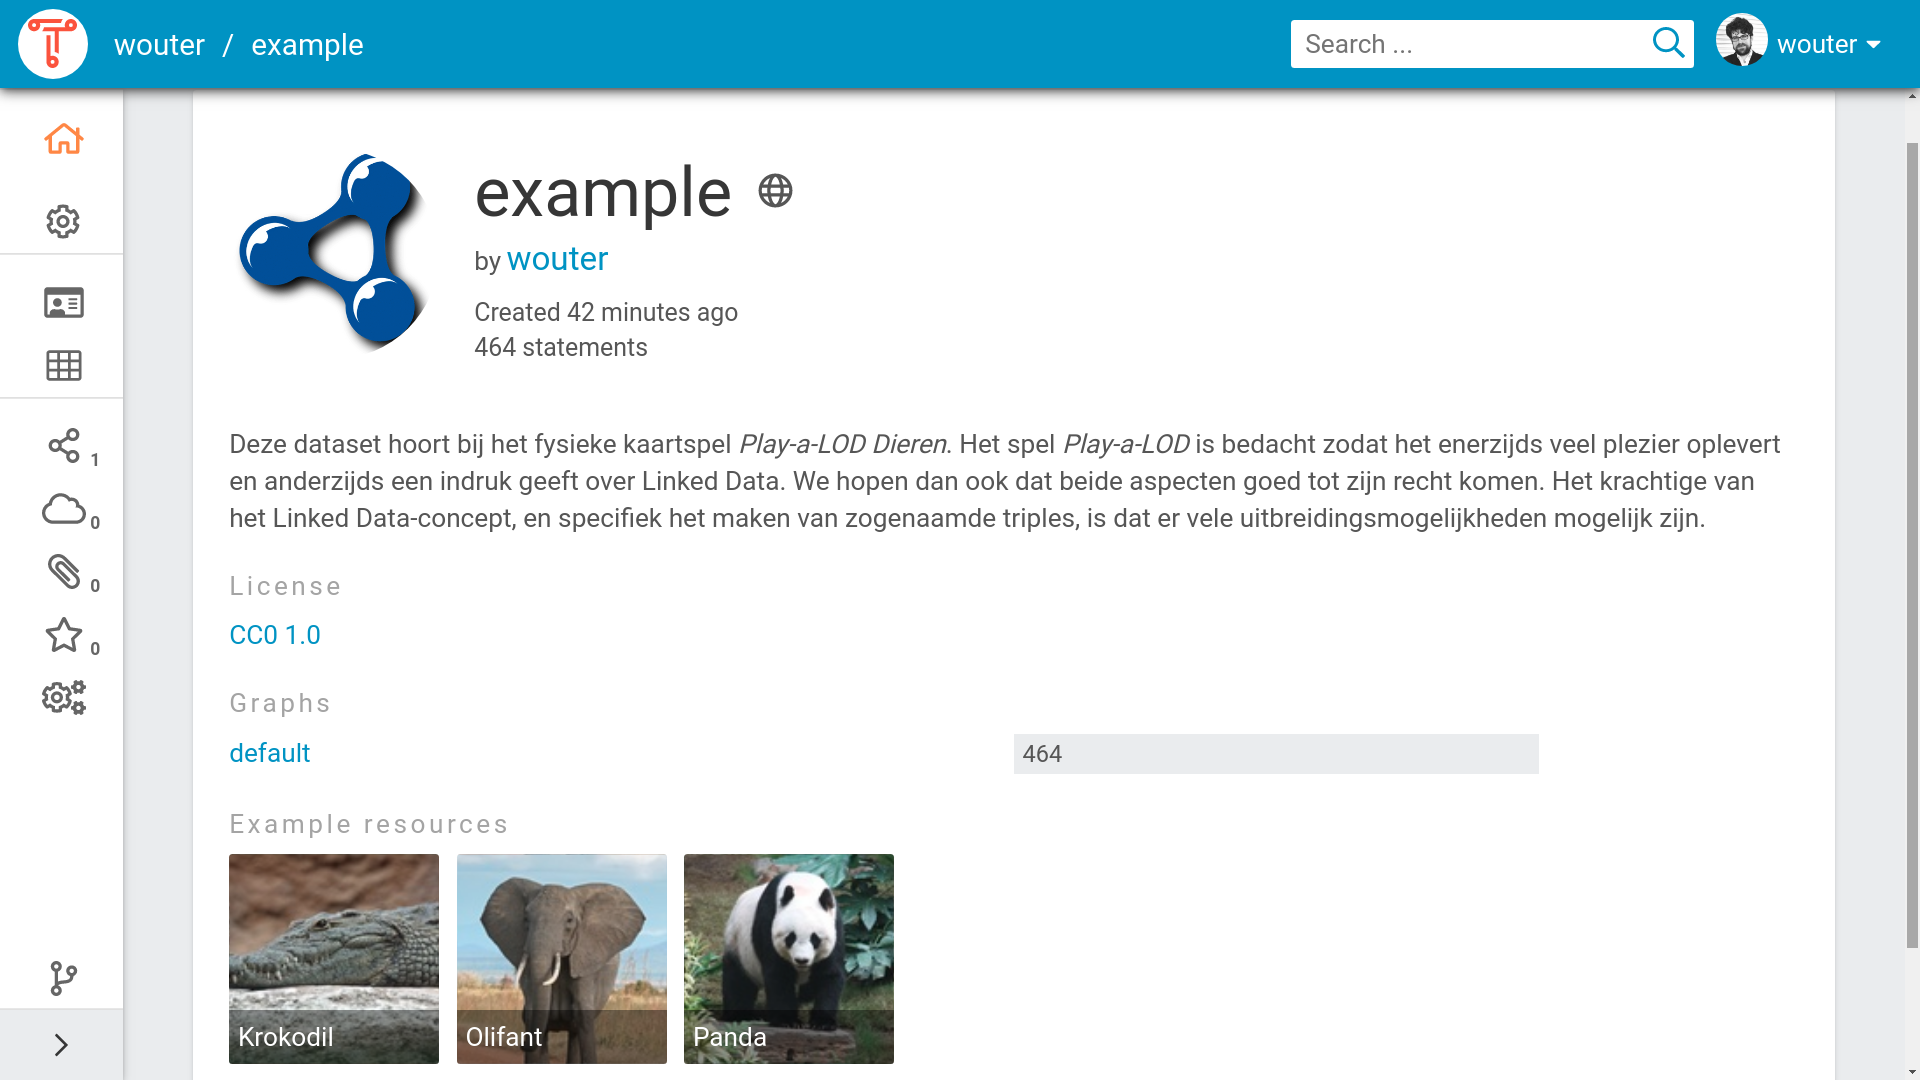 wouter / example
Search ...
wouter
example
by wouter
Created 42 minutes ago
464 statements
Deze dataset hoort bij het fysieke kaartspel Play-a-LOD Dieren. Het spel Play-a-LOD is bedacht zodat het enerzijds veel plezier oplevert
en anderzijds een indruk geeft over Linked Data. We hopen dan ook dat beide aspecten goed tot zijn recht komen. Het krachtige van
het Linked Data-concept, en specifiek het maken van zogenaamde triples, is dat er vele uitbreidingsmogelijkheden mogelijk zijn.
1
0
0
0
License
CC0 1.0
Graphs
default 464
Example resources
Krokodil Olifant Panda